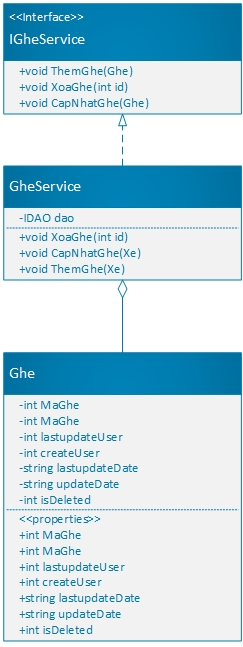 <<Interface>>
IGheService
+void ThemGhe(Ghe)
+void XoaGhe(int id)
+void CapNhatGhe(Ghe)
GheService
-IDAO dao
+void XoaGhe(int id)
+void CapNhatGhe(Xe)
+void ThemGhe(Xe)
Ghe
-int MaGhe
-int MaGhe
-int lastupdateUser
-int createUser
-string lastupdateDate
-string updateDate
-int isDeleted
<<properties>>
+int MaGhe
+int MaGhe
+int lastupdateUser
+int createUser
+string lastupdateDate
+string updateDate
+int isDeleted